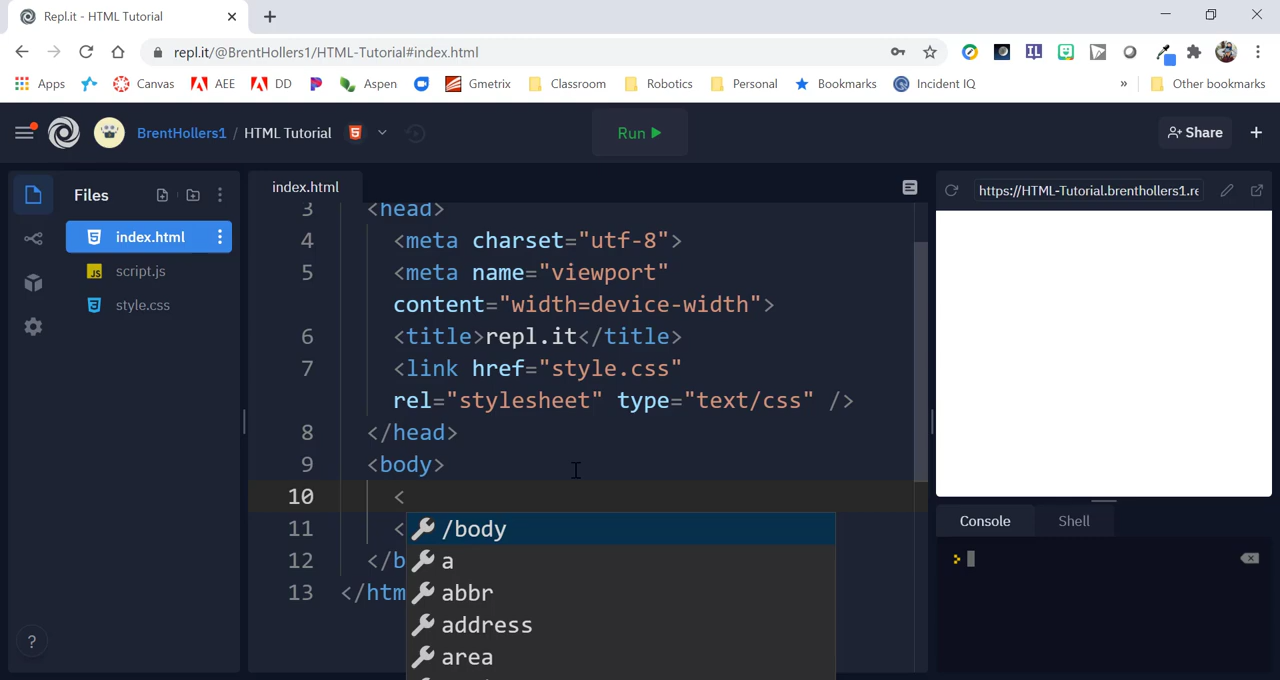 Repl.it - HTML Tutorial
repl.it/@BrentHollers1/HTML-Tutorial#index.html
Apps Canvas AEE DD Aspen Gmetrix Classroom Robotics Personal Bookmarks Incident IQ » Other bookmarks
BrentHollers1 / HTML Tutorial
Run
Share
Files
index.html
script.js
style.css
index.html
3 <head>
4 <meta charset="utf-8">
5 <meta name="viewport"
content="width=device-width">
6 <title>repl.it</title>
7 <link href="style.css"
rel="stylesheet" type="text/css" />
8 </head>
9 <body>
10 <
11 <
12 </b
13 </htm
/body
a
abbr
address
area
https://HTML-Tutorial.brenthollers1.re
Console Shell
?